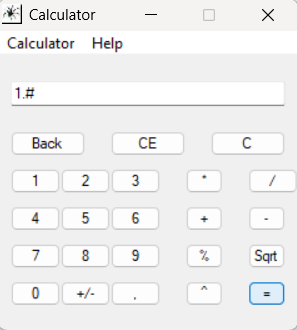 Calculator
Calculator Help
1.#
Back CE C
1 2 3 * /
4 5 6 + -
7 8 9 % Sqrt
0 +/- . ^ =